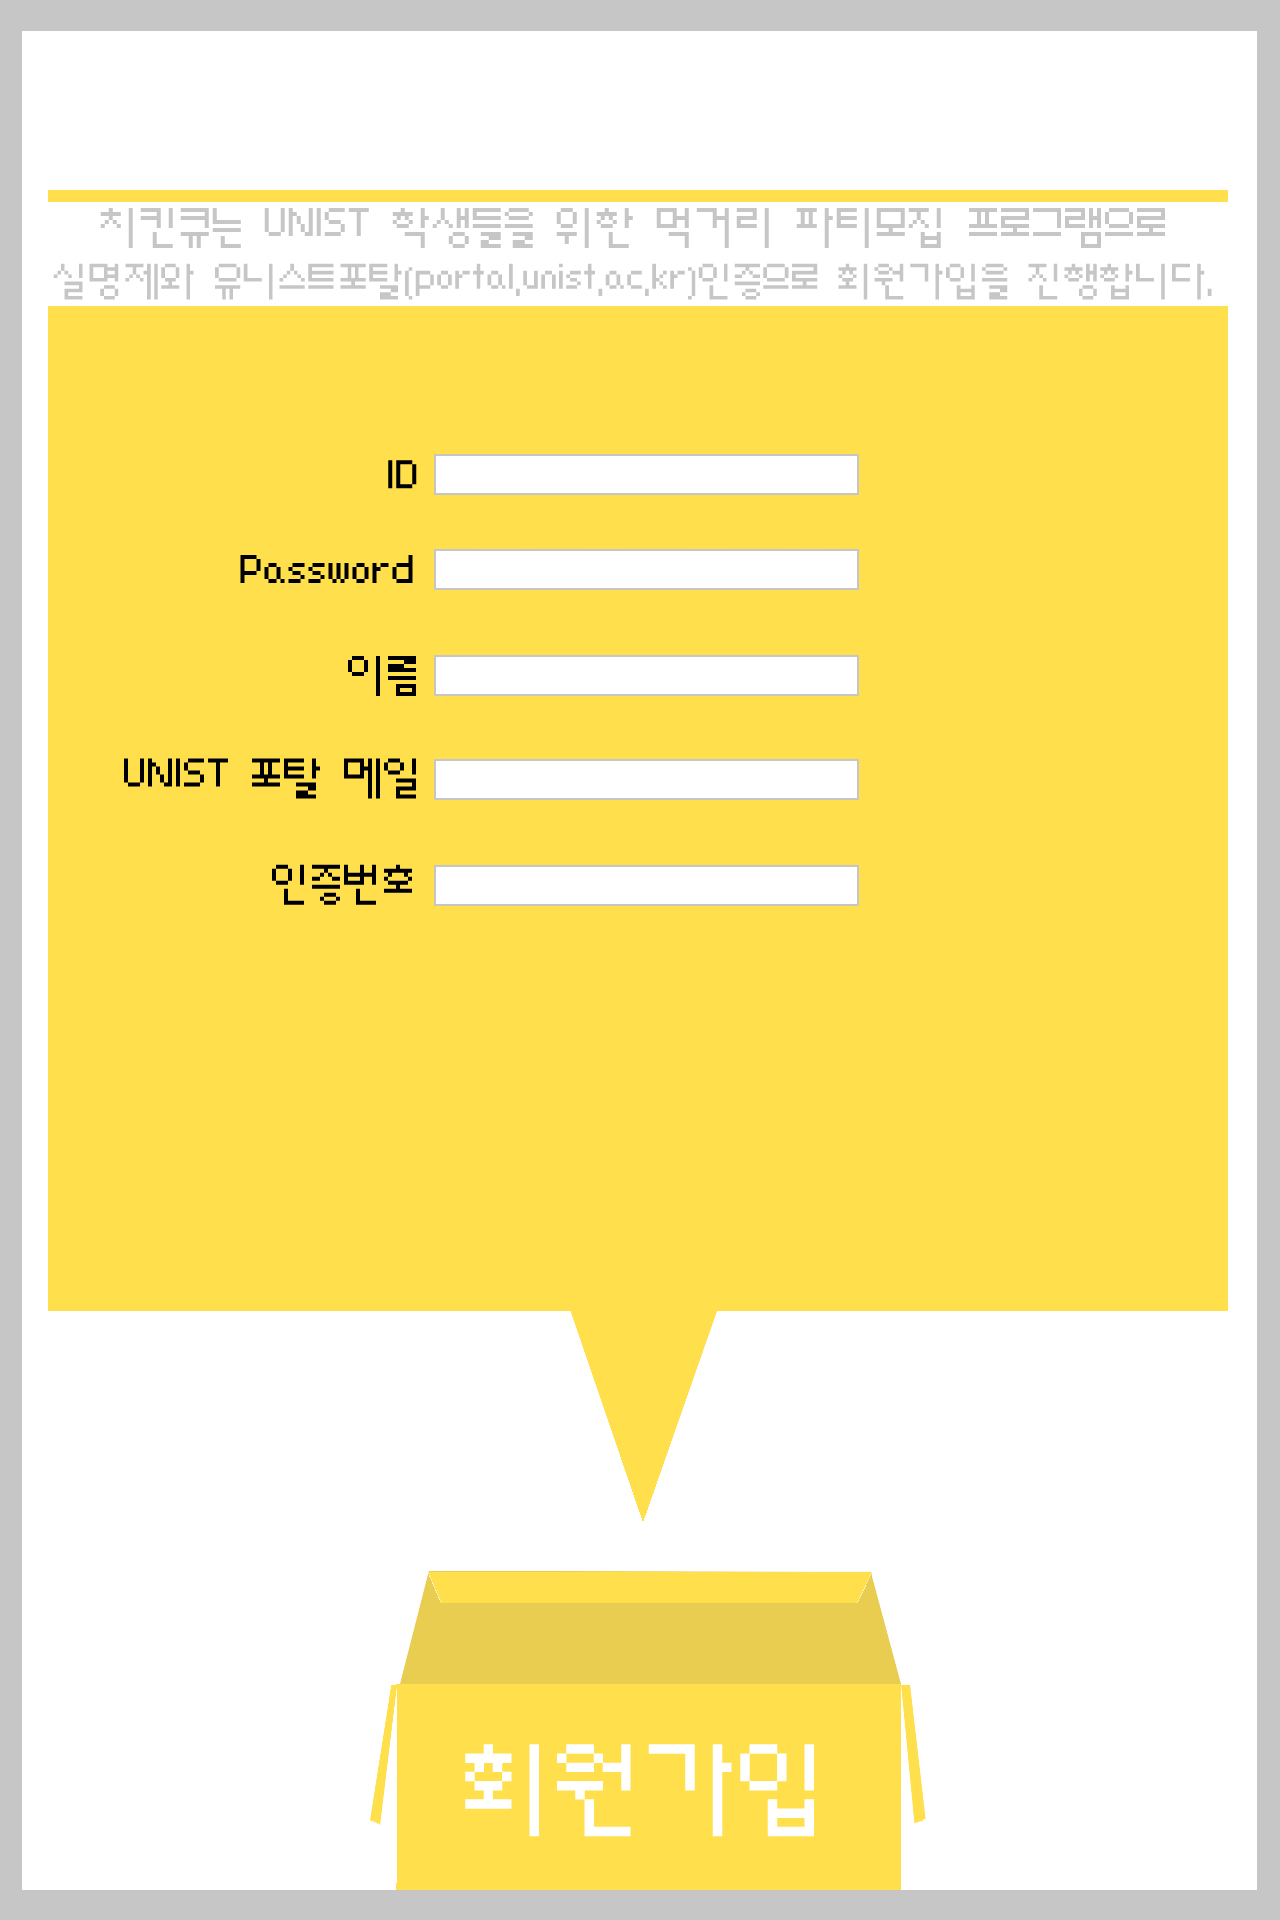 치킨큐는 UNIST 학생들을 위한 먹거리 파티모집 프로그램으로
실명제와 유니스트포탈(portal.unist.ac.kr)인증으로 회원가입을 진행합니다.
ID
Password
이름
UNIST 포탈 메일
인증번호
회원가입